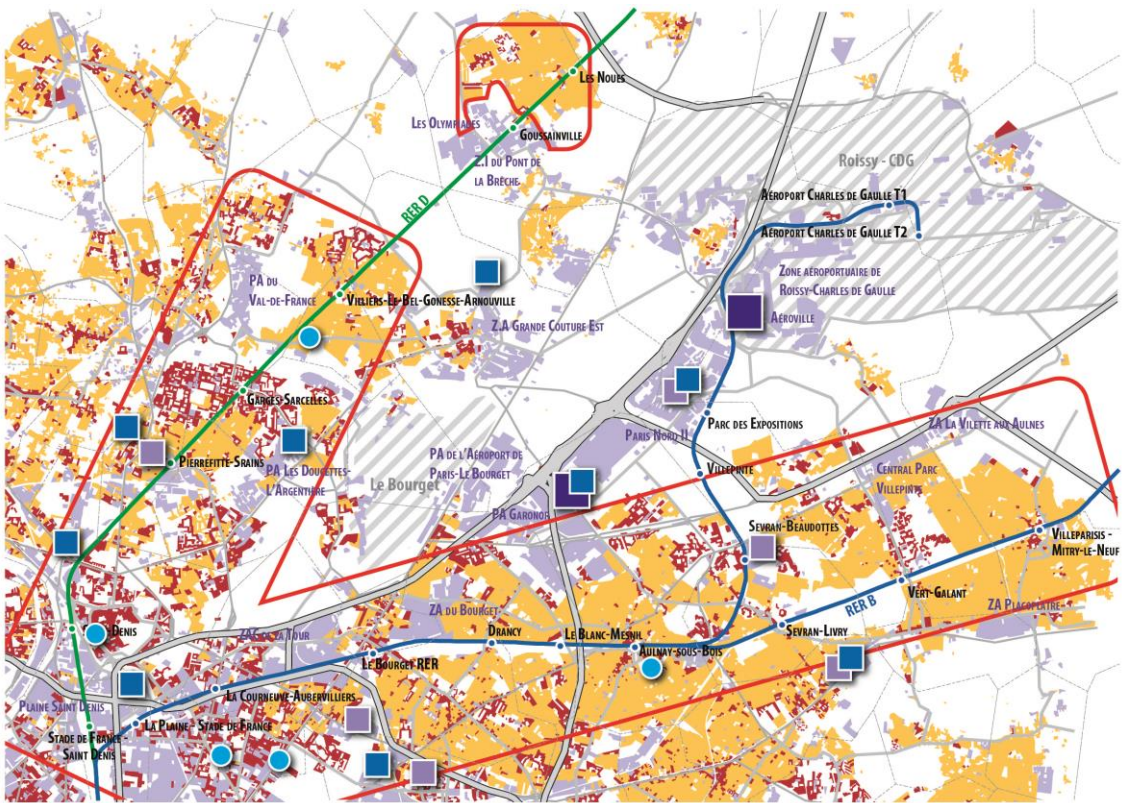 Les Noues
Les Olympiades
Goussainville
Z.I du Pont de
la Brèche
Roissy - CDG
Aéroport Charles de Gaulle T1
Aéroport Charles de Gaulle T2
RER D
PA du
Val-de-France
Villiers-Le-Bel-Gonesse-Arnouville
Zone aéroportuaire de
Roissy-Charles de Gaulle
Aéroville
Z.A Grande Couture Est
Garges-Sarcelles
Parc des Expositions
Paris Nord II
ZA La Vilette aux Aulnes
Pierrefitte-Srains
PA Les Doucettes-
L'Argentière
Le Bourget
PA de l'Aéroport de
Paris-Le Bourget
Villepinte
Central Parc
Villepinte
PA Garonor
Sevran-Beaudottes
Villeparisis -
Mitry-le-Neuf
Vert-Galant
RER B
ZA Placoplatre
ZA du Bourget
Denis
ZAC de la Tour
Drancy
Le Blanc-Mesnil
Sevran-Livry
Aulnay-sous-Bois
Le Bourget-RER
La Courneuve-Aubervilliers
Plaine Saint Denis
La Plaine - Stade de France
Stade de France -
Saint Denis